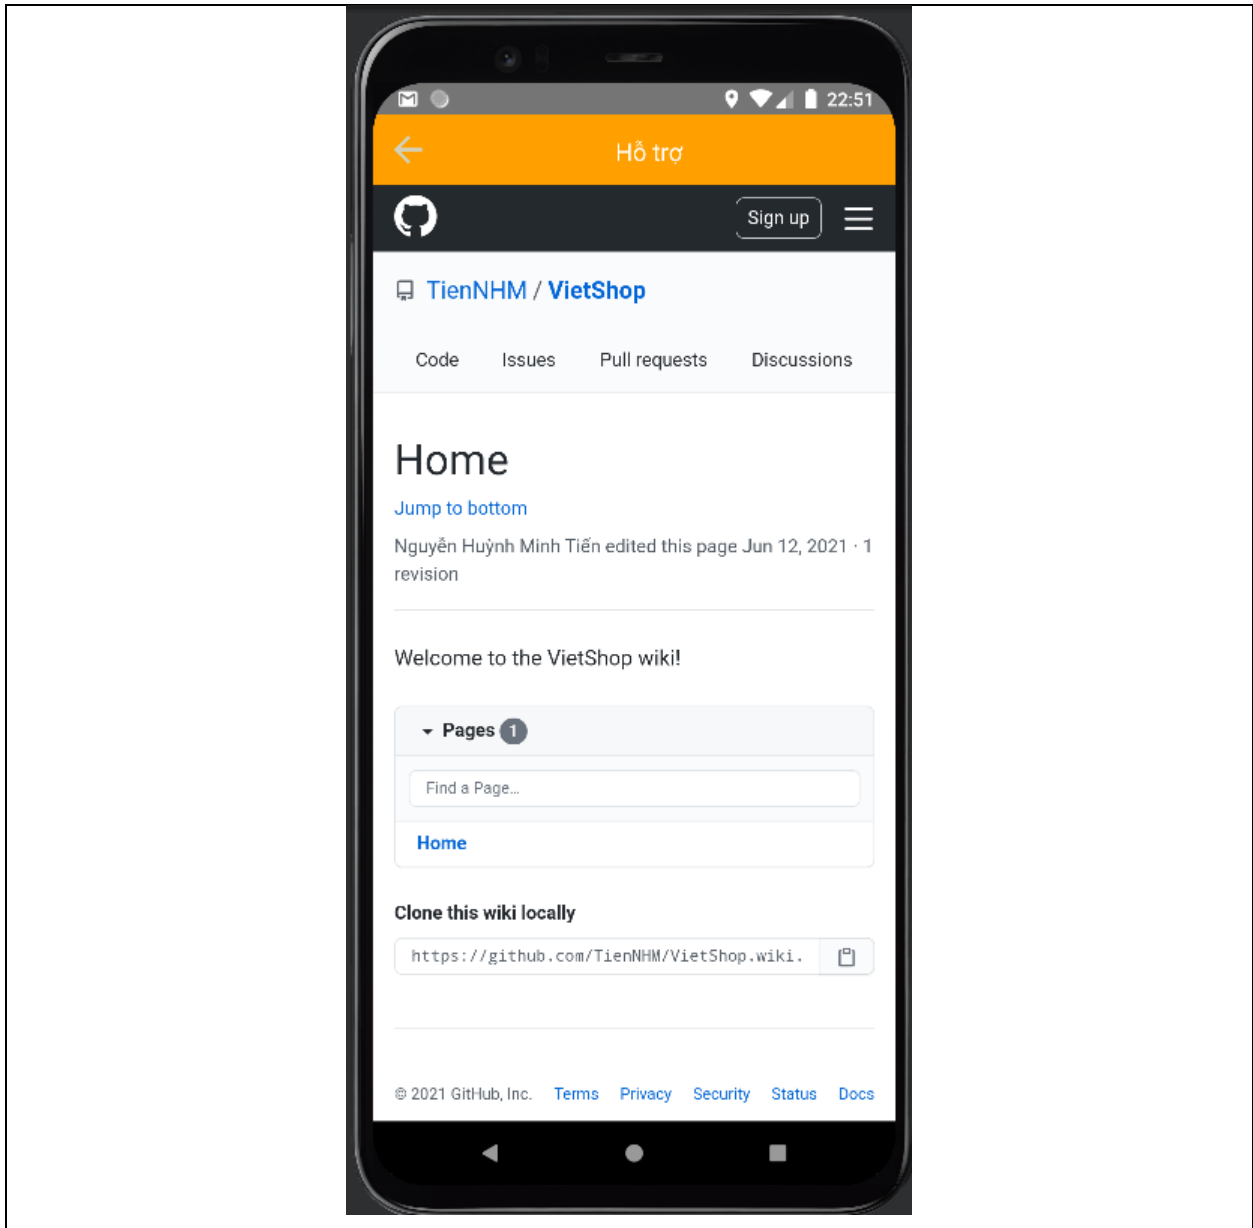 22:51
Hỗ trợ
Sign up
TienNHM / VietShop
Code Issues Pull requests Discussions
Home
Jump to bottom
Nguyễn Huỳnh Minh Tiến edited this page Jun 12, 2021 · 1
revision
Welcome to the VietShop wiki!
Pages 1
Find a Page…
Home
Clone this wiki locally
https://github.com/TienNHM/VietShop.wiki.
© 2021 GitHub, Inc. Terms Privacy Security Status Docs